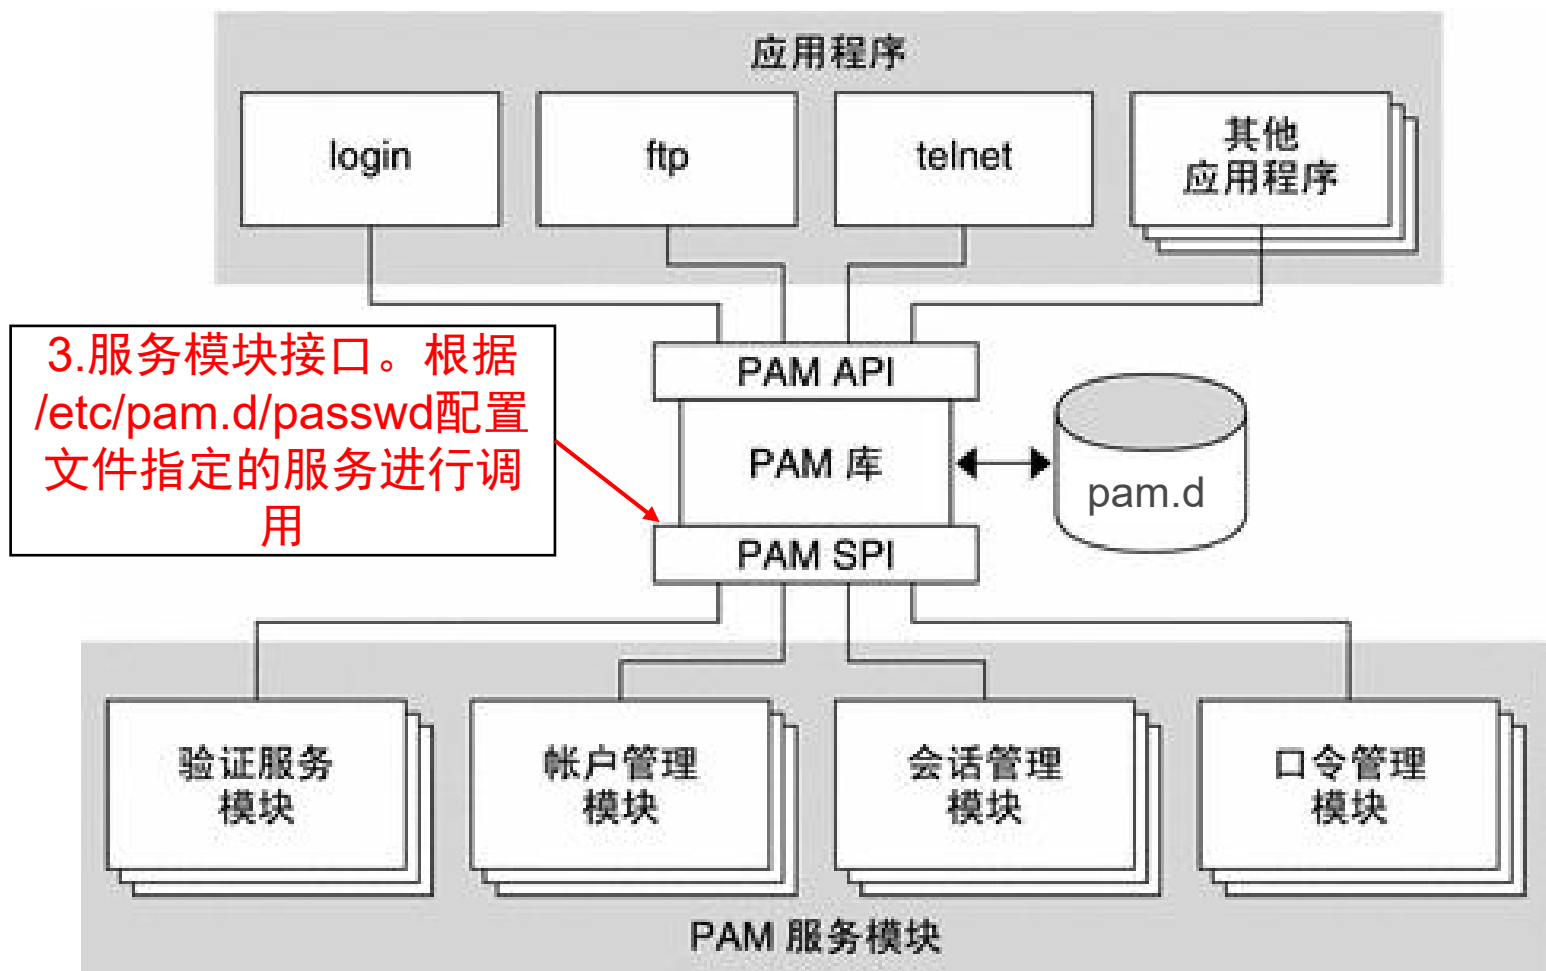 应用程序
login
ftp
telnet
其他
应用程序
3.服务模块接口。根据
/etc/pam.d/passwd配置
文件指定的服务进行调
用
PAM API
PAM 库
pam.d
PAM SPI
验证服务
模块
帐户管理
模块
会话管理
模块
口令管理
模块
PAM 服务模块